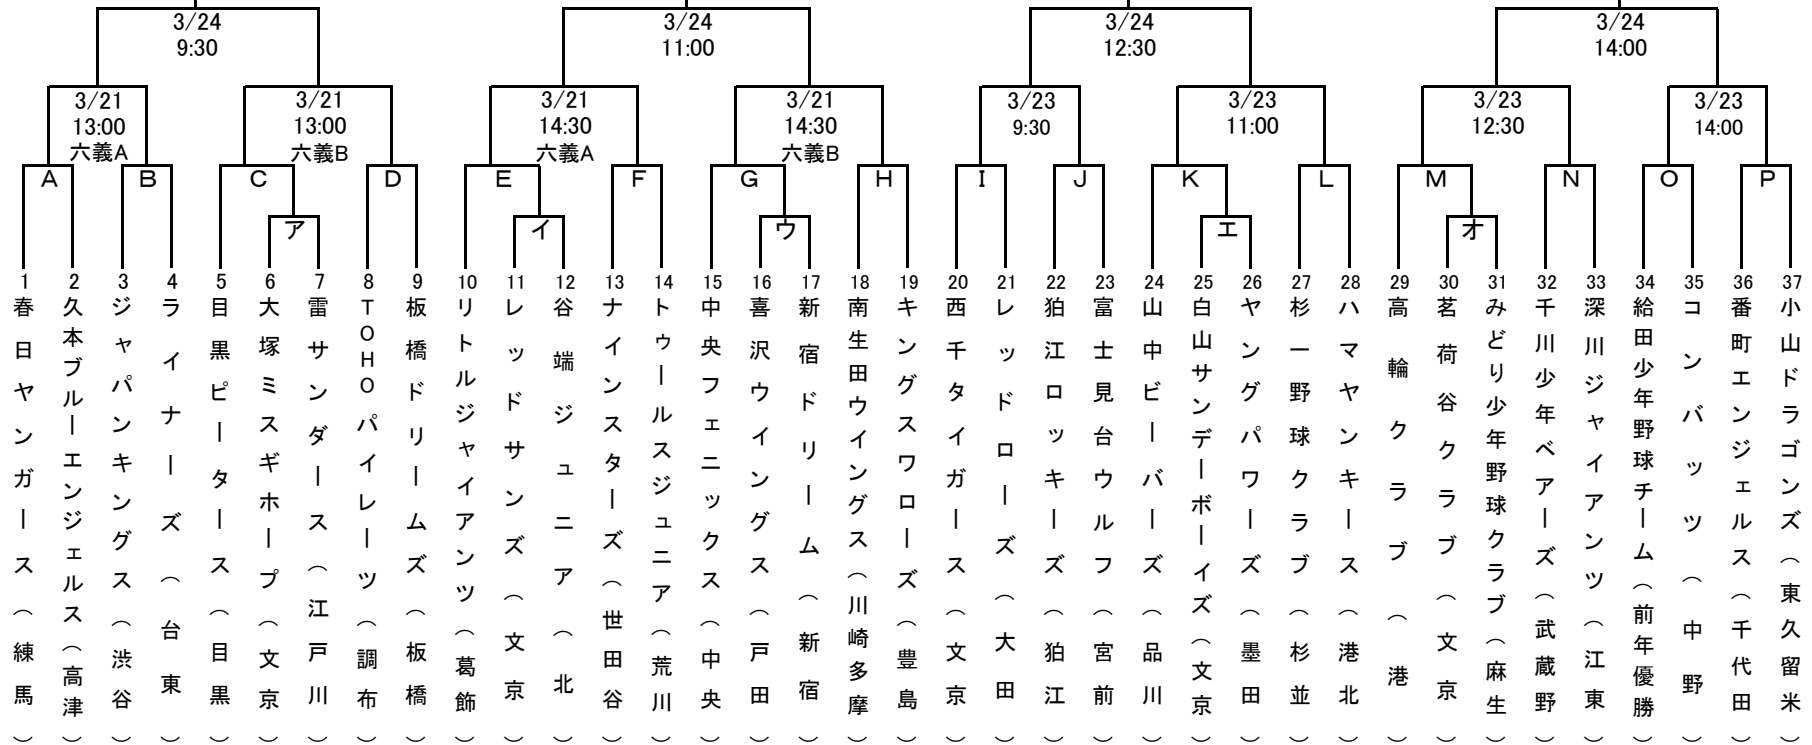 3/24 3/24 3/24 3/24
9:30 11:00 12:30 14:00
3/21 3/21 3/21 3/21 3/23 3/23 3/23 3/23
13:00 13:00 14:30 14:30 9:30 11:00 12:30 14:00
六義A 六義B 六義A 六義B
A B C D E F G H I J K L M N O P
ア イ ウ エ オ
1 春日ヤンガース(練馬)
2 久本ブルーエンジェルス(高津)
3 ジャパンキングス(渋谷)
4 ライナーズ(台東)
5 目黒ピータース(目黒)
6 大塚ミスギホープ(文京)
7 雷サンダース(江戸川)
8 TOHOパイレーツ(調布)
9 板橋ドリームズ(板橋)
10 リトルジャイアンツ(葛飾)
11 レッドサンズ(文京)
12 谷端ジュニア(北)
13 ナインスターズ(世田谷)
14 トゥールスジュニア(荒川)
15 中央フェニックス(中央)
16 喜沢ウイングス(戸田)
17 新宿ドリーム(新宿)
18 南生田ウイングス(川崎多摩)
19 キングスワローズ(豊島)
20 西千タイガース(文京)
21 レッドローズ(大田)
22 狛江ロッキーズ(狛江)
23 富士見台ウルフ(宮前)
24 山中ビーバーズ(品川)
25 白山サンデーボーイズ(文京)
26 ヤングパワーズ(墨田)
27 杉一野球クラブ(杉並)
28 ハマヤンキース(港北)
29 高輪クラブ(港)
30 茗荷谷クラブ(文京)
31 みどり少年野球クラブ(麻生)
32 千川少年ベアーズ(武蔵野)
33 深川ジャイアンツ(江東)
34 給田少年野球チーム(前年優勝)
35 コンバッツ(中野)
36 番町エンジェルス(千代田)
37 小山ドラゴンズ(東久留米)